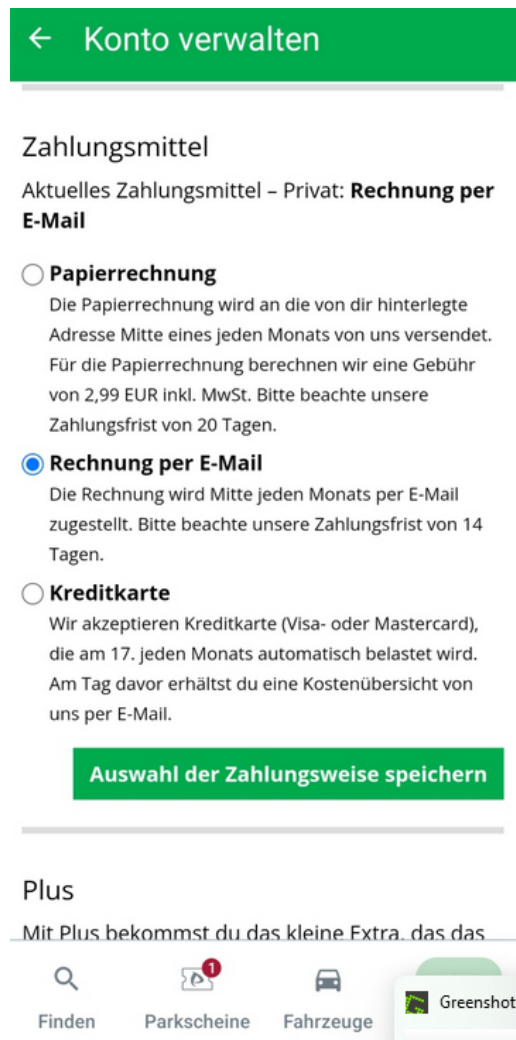 Konto verwalten
Zahlungsmittel
Aktuelles Zahlungsmittel – Privat: Rechnung per
E-Mail
Papierrechnung
Die Papierrechnung wird an die von dir hinterlegte
Adresse Mitte eines jeden Monats von uns versendet.
Für die Papierrechnung berechnen wir eine Gebühr
von 2,99 EUR inkl. MwSt. Bitte beachte unsere
Zahlungsfrist von 20 Tagen.
Rechnung per E-Mail
Die Rechnung wird Mitte jeden Monats per E-Mail
zugestellt. Bitte beachte unsere Zahlungsfrist von 14
Tagen.
Kreditkarte
Wir akzeptieren Kreditkarte (Visa- oder Mastercard),
die am 17. jeden Monats automatisch belastet wird.
Am Tag davor erhältst du eine Kostenübersicht von
uns per E-Mail.
Auswahl der Zahlungsweise speichern
Plus
Mit Plus bekommst du das kleine Extra, das das
1
Finden Parkscheine Fahrzeuge Greenshot